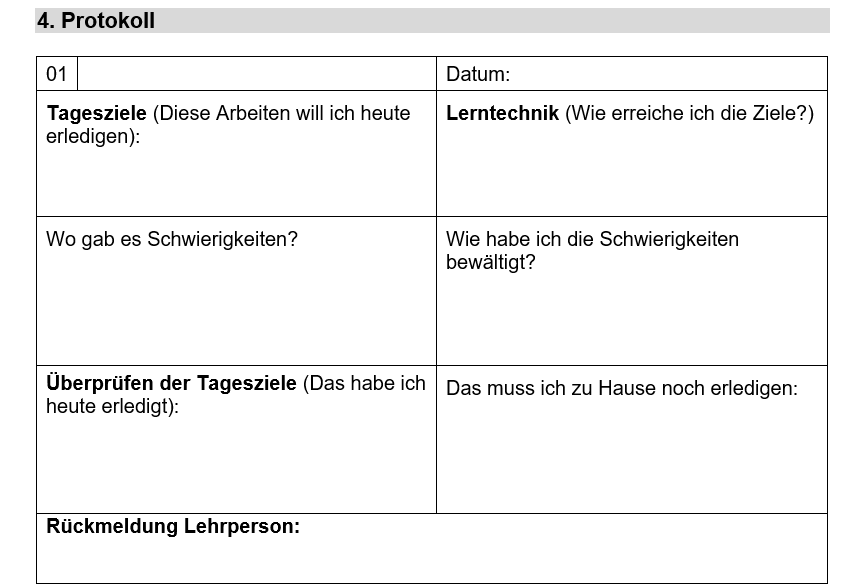 4. Protokoll
01
Datum:
Tagesziele (Diese Arbeiten will ich heute
erledigen):
Lerntechnik (Wie erreiche ich die Ziele?)
Wo gab es Schwierigkeiten?
Wie habe ich die Schwierigkeiten
bewältigt?
Überprüfen der Tagesziele (Das habe ich
heute erledigt):
Das muss ich zu Hause noch erledigen:
Rückmeldung Lehrperson: